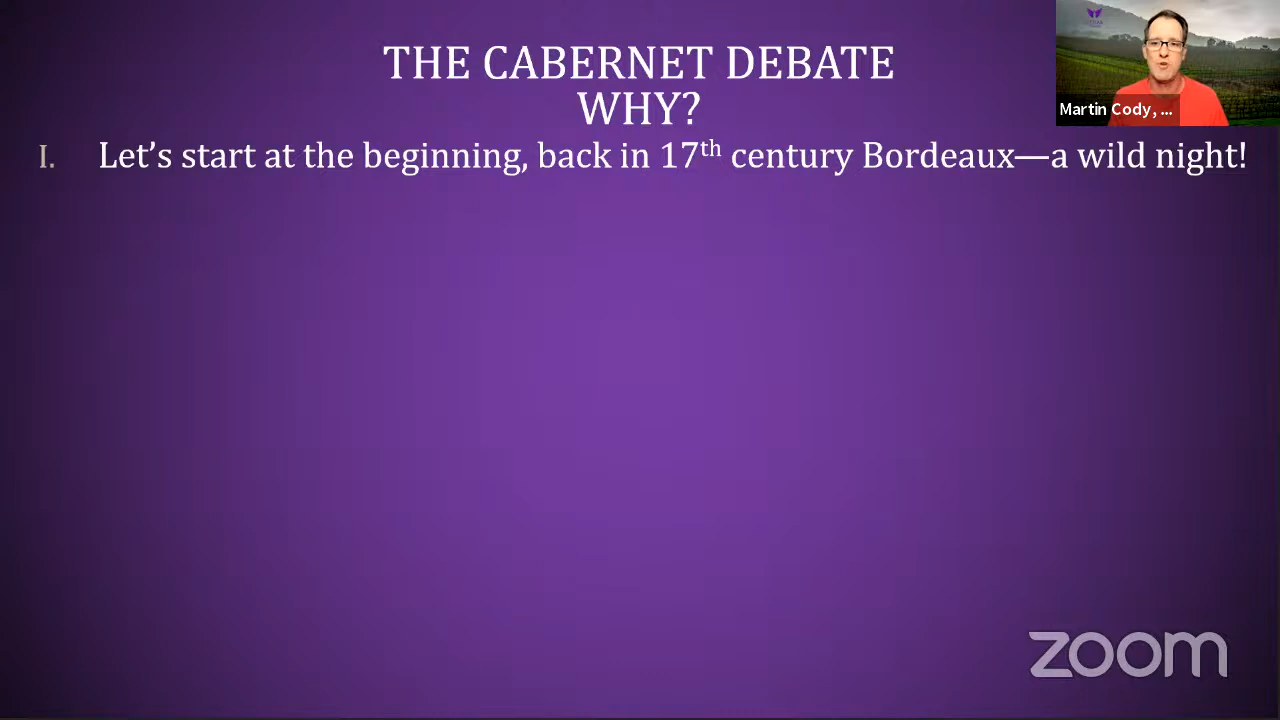 THE CABERNET DEBATE
WHY?
I. Let’s start at the beginning, back in 17th century Bordeaux—a wild night!
Martin Cody, ...
zoom